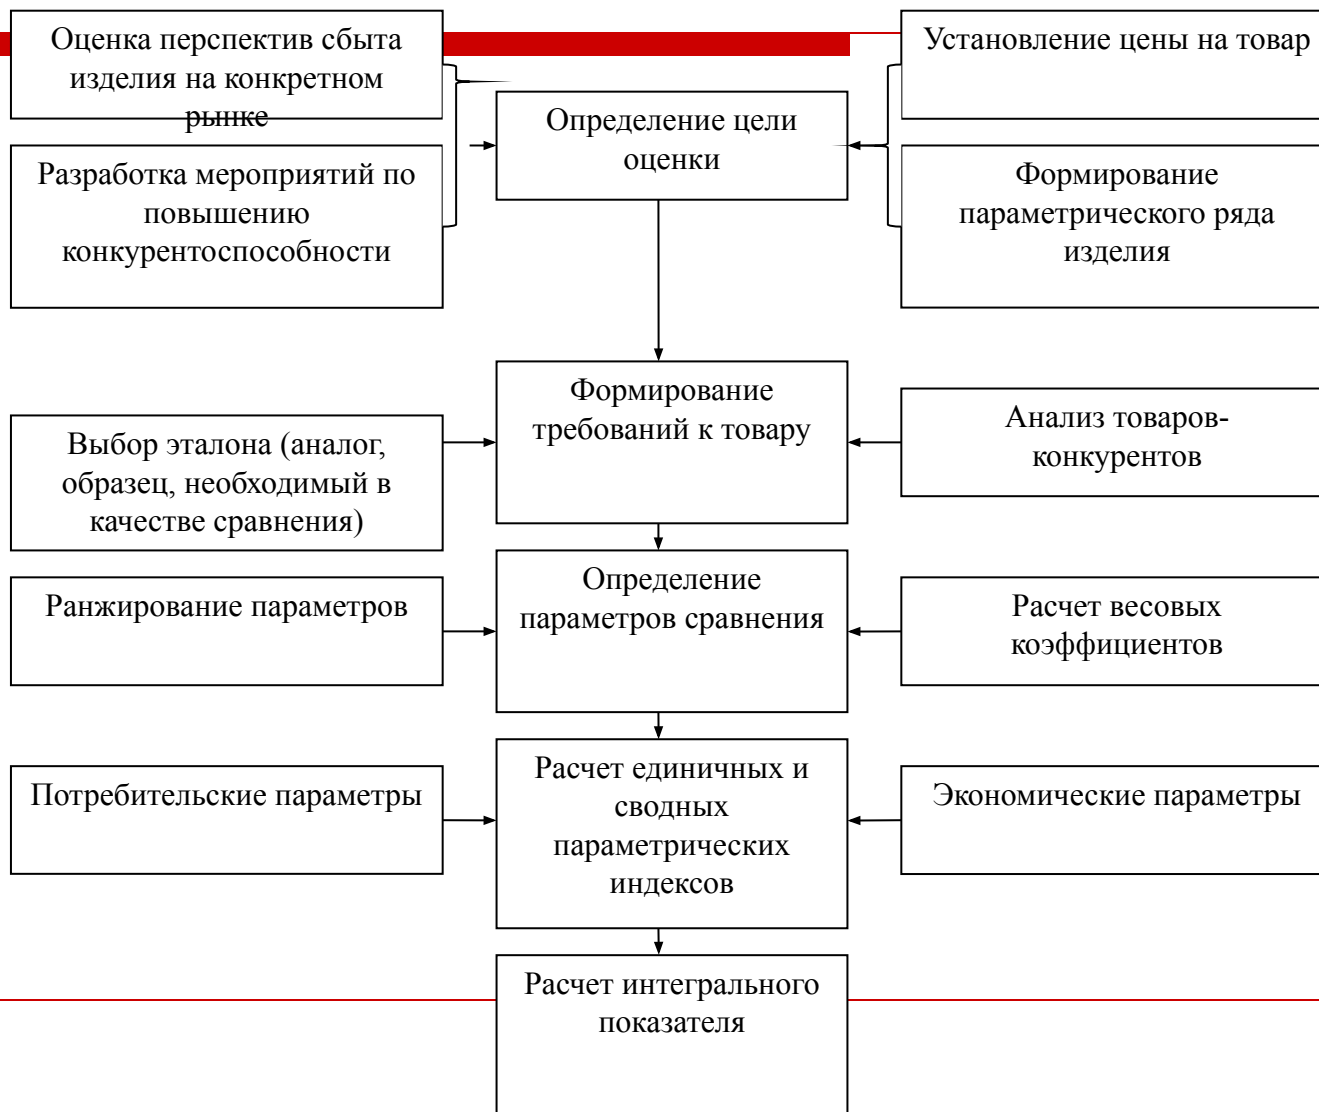 Оценка перспектив сбыта
изделия на конкретном
рынке
Установление цены на товар
Определение цели
оценки
Разработка мероприятий по
повышению
конкурентоспособности
Формирование
параметрического ряда
изделия
Формирование
требований к товару
Выбор эталона (аналог,
образец, необходимый в
качестве сравнения)
Анализ товаров-
конкурентов
Определение
параметров сравнения
Ранжирование параметров
Расчет весовых
коэффициентов
Расчет единичных и
сводных
параметрических
индексов
Потребительские параметры
Экономические параметры
Расчет интегрального
показателя